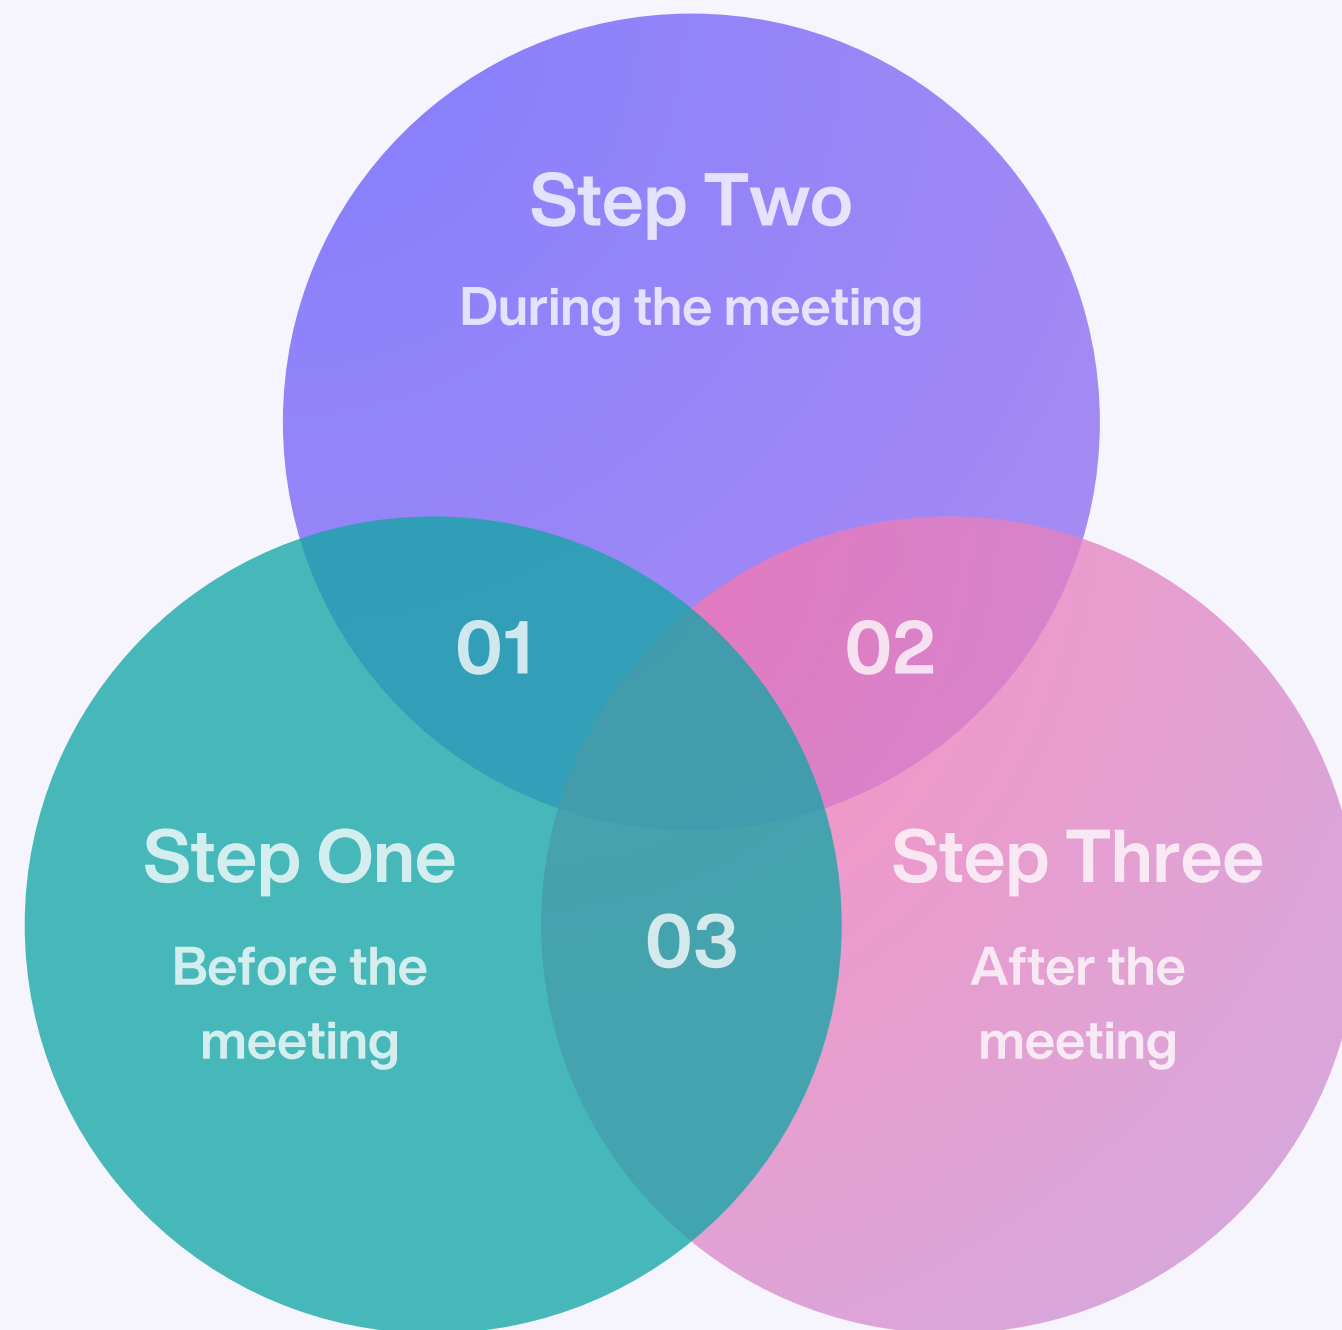 Step Two
During the meeting
01
02
Step One
Before the
meeting
03
Step Three
After the
meeting